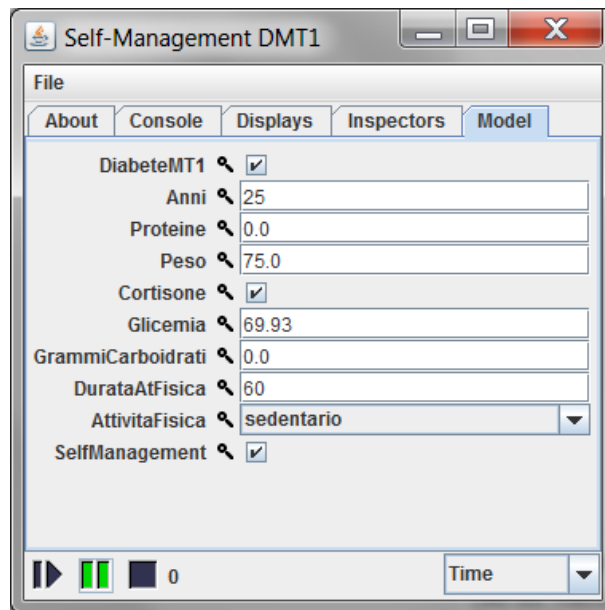 Self-Management DMT1
File
About Console Displays Inspectors Model
DiabeteMT1
Anni 25
Proteine 0.0
Peso 75.0
Cortisone
Glicemia 69.93
GrammiCarboidrati 0.0
DurataAtFisica 60
AttivitaFisica sedentario
SelfManagement
0 Time